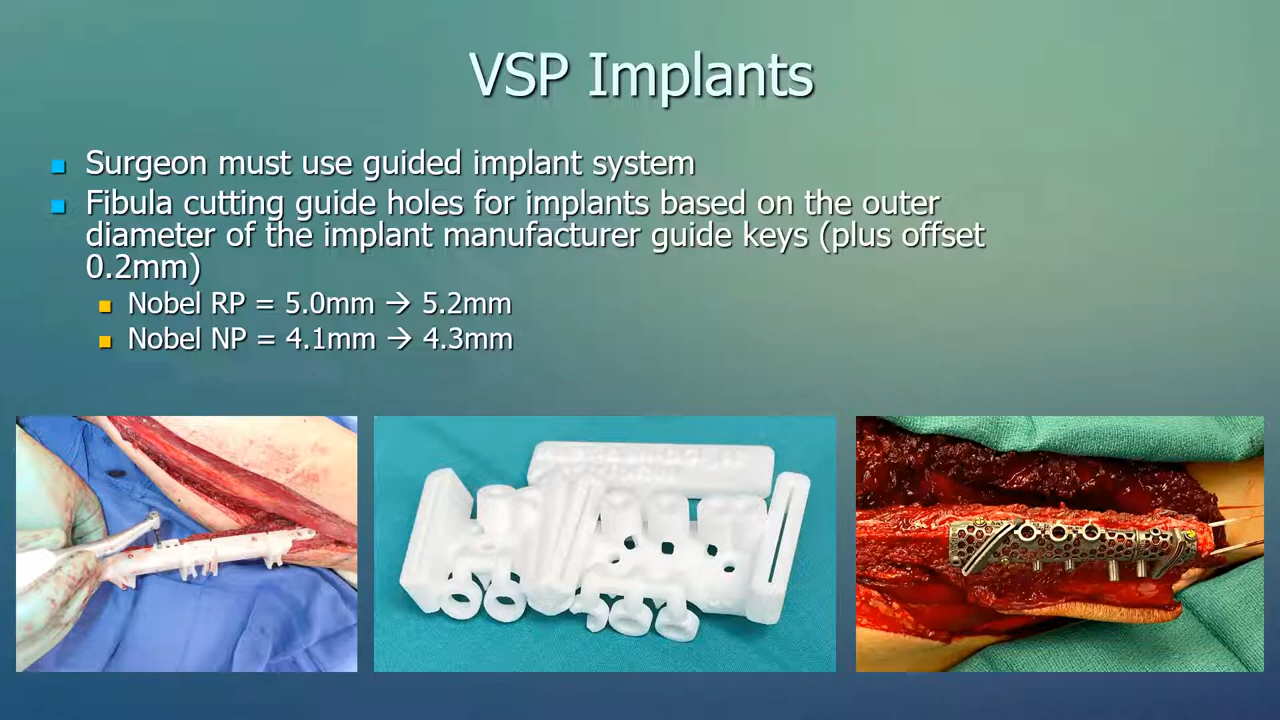 VSP Implants
Surgeon must use guided implant system
Fibula cutting guide holes for implants based on the outer
diameter of the implant manufacturer guide keys (plus offset
0.2mm)
Nobel RP = 5.0mm → 5.2mm
Nobel NP = 4.1mm → 4.3mm